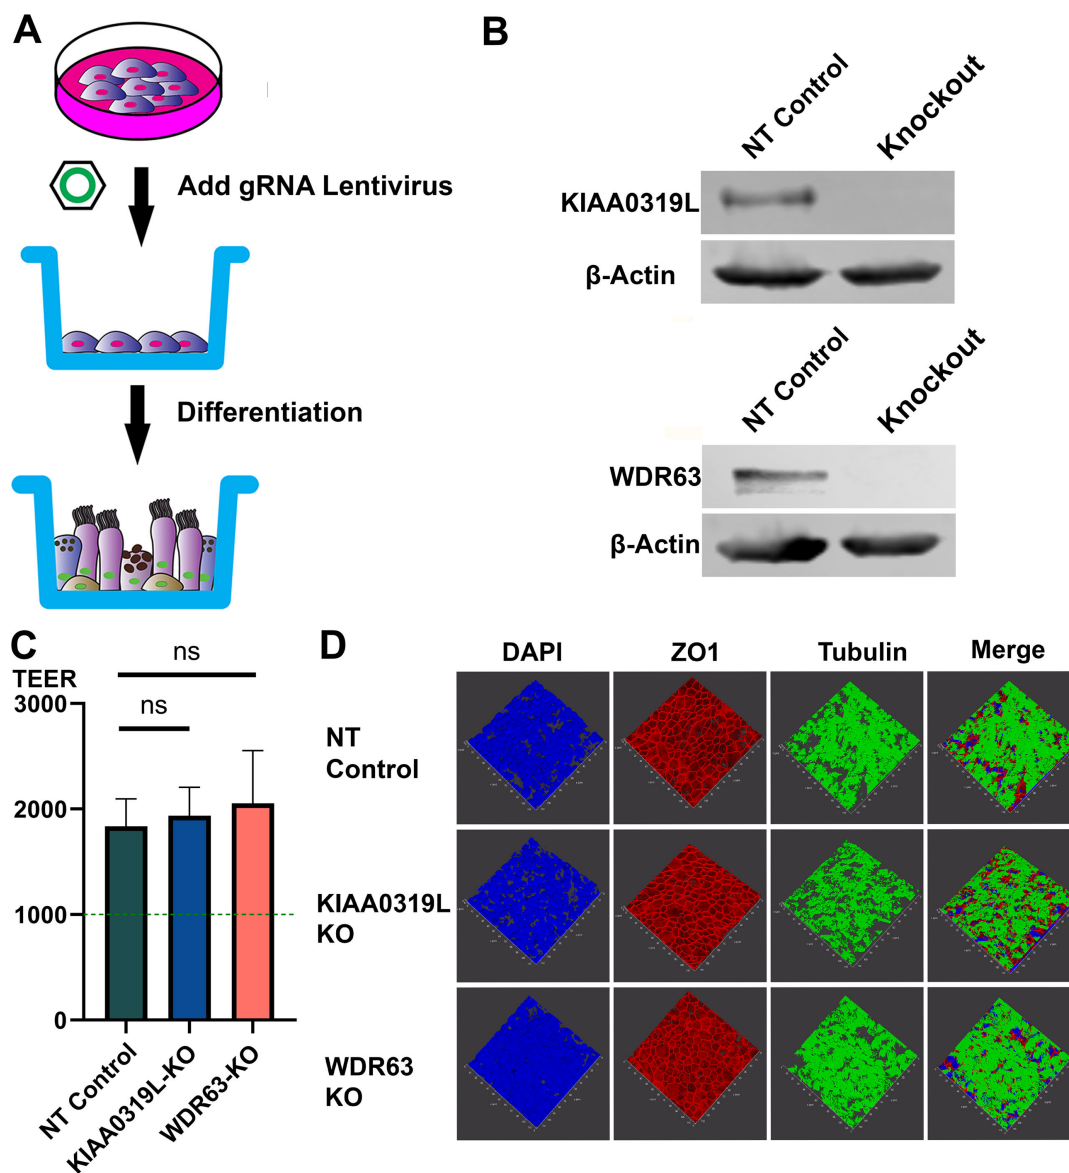 A
Add gRNA Lentivirus
Differentiation
B
NT Control
Knockout
KIAA0319L
β-Actin
NT Control
Knockout
WDR63
β-Actin
C
TEER
ns
ns
3000
2000
1000
0
NT Control
KIAA0319L-KO
WDR63-KO
D
DAPI
ZO1
Tubulin
Merge
NT
Control
KIAA0319L
KO
WDR63
KO